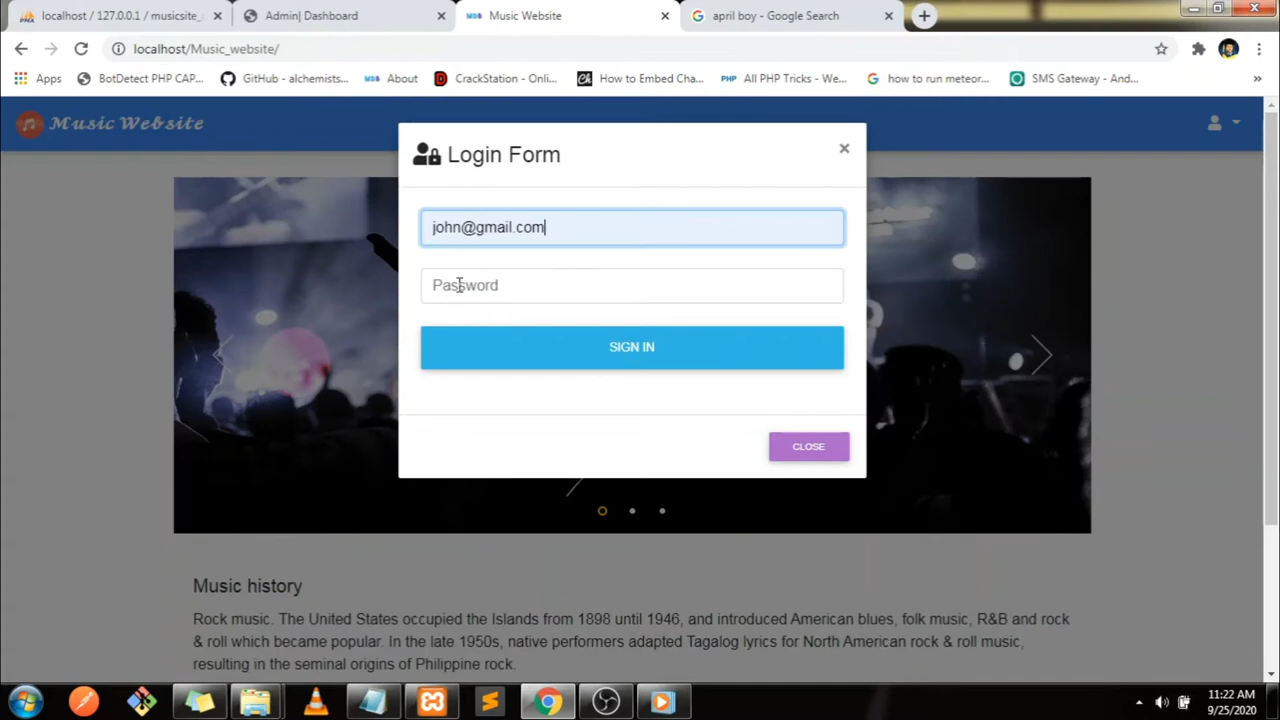 localhost / 127.0.0.1 / musicsite_
Admin| Dashboard
Music Website
april boy - Google Search
localhost/Music_website/
Apps
BotDetect PHP CAP...
GitHub - alchemists...
About
CrackStation - Onli...
How to Embed Cha...
PHP
All PHP Tricks - We...
how to run meteor...
SMS Gateway - And...
»
Music Website
Login Form
×
john@gmail.com
Password
SIGN IN
CLOSE
Music history
Rock music. The United States occupied the Islands from 1898 until 1946, and introduced American blues, folk music, R&B and rock
& roll which became popular. In the late 1950s, native performers adapted Tagalog lyrics for North American rock & roll music,
resulting in the seminal origins of Philippine rock.
11:22 AM
9/25/2020